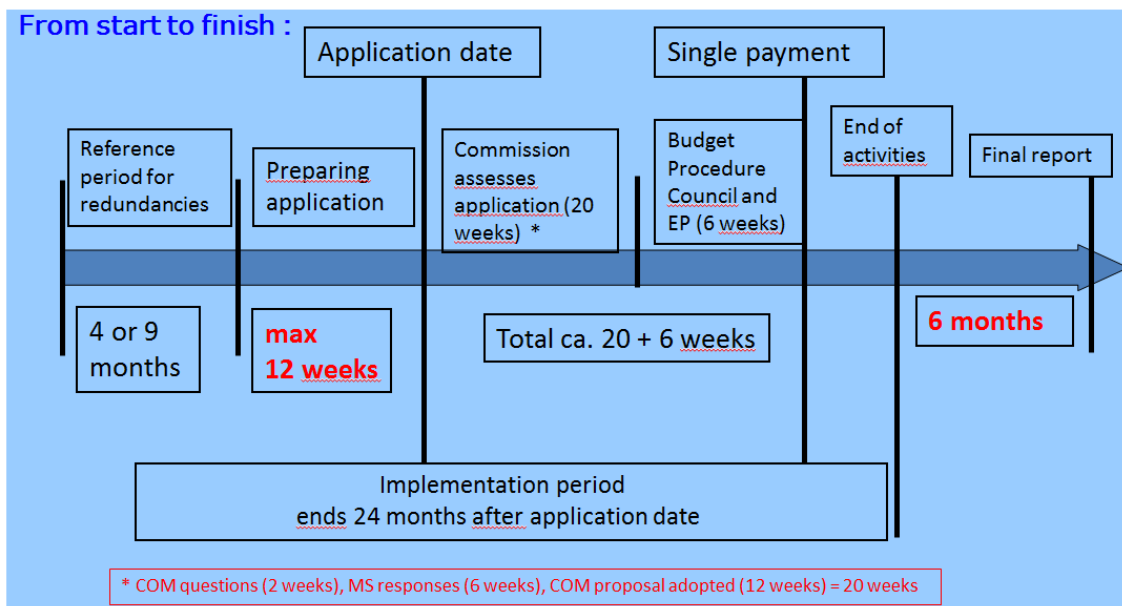 From start to finish :
Application date
Single payment
Reference
period for
redundancies
Preparing
application
Commission
assesses
application (20
weeks) *
Budget
Procedure
Council and
EP (6 weeks)
End of
activities
Final report
4 or 9
months
max
12 weeks
Total ca. 20 + 6 weeks
6 months
Implementation period
ends 24 months after application date
* COM questions (2 weeks), MS responses (6 weeks), COM proposal adopted (12 weeks) = 20 weeks